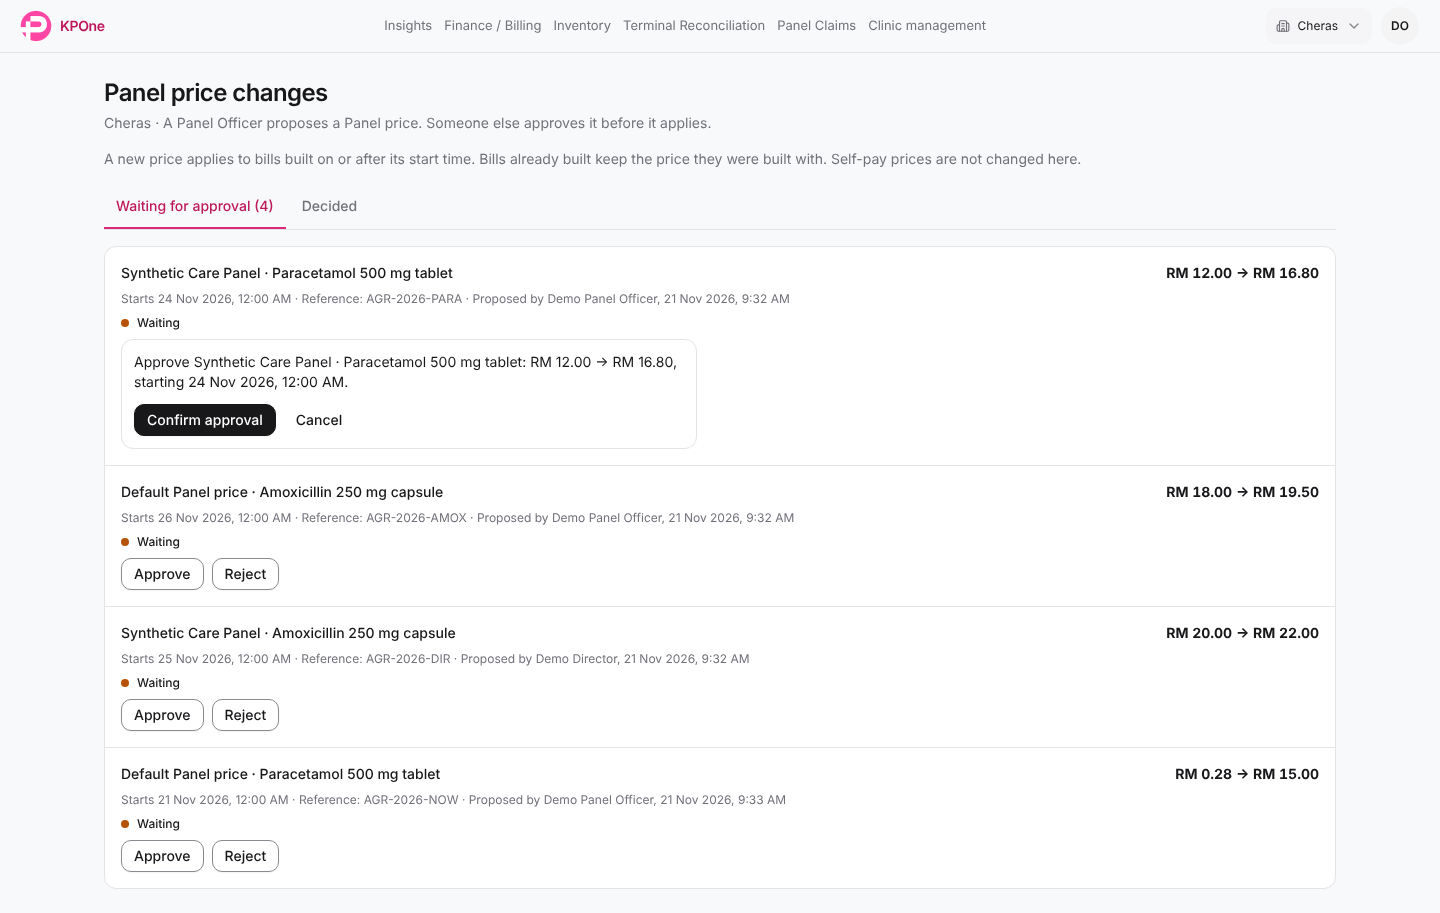 KPOne
Insights Finance / Billing Inventory Terminal Reconciliation Panel Claims Clinic management
Cheras
DO
Panel price changes
Cheras · A Panel Officer proposes a Panel price. Someone else approves it before it applies.
A new price applies to bills built on or after its start time. Bills already built keep the price they were built with. Self-pay prices are not changed here.
Waiting for approval (4) Decided
Synthetic Care Panel · Paracetamol 500 mg tablet RM 12.00 → RM 16.80
Starts 24 Nov 2026, 12:00 AM · Reference: AGR-2026-PARA · Proposed by Demo Panel Officer, 21 Nov 2026, 9:32 AM
Waiting
Approve Synthetic Care Panel · Paracetamol 500 mg tablet: RM 12.00 → RM 16.80,
starting 24 Nov 2026, 12:00 AM.
Confirm approval Cancel
Default Panel price · Amoxicillin 250 mg capsule RM 18.00 → RM 19.50
Starts 26 Nov 2026, 12:00 AM · Reference: AGR-2026-AMOX · Proposed by Demo Panel Officer, 21 Nov 2026, 9:32 AM
Waiting
Approve Reject
Synthetic Care Panel · Amoxicillin 250 mg capsule RM 20.00 → RM 22.00
Starts 25 Nov 2026, 12:00 AM · Reference: AGR-2026-DIR · Proposed by Demo Director, 21 Nov 2026, 9:32 AM
Waiting
Approve Reject
Default Panel price · Paracetamol 500 mg tablet RM 0.28 → RM 15.00
Starts 21 Nov 2026, 12:00 AM · Reference: AGR-2026-NOW · Proposed by Demo Panel Officer, 21 Nov 2026, 9:33 AM
Waiting
Approve Reject